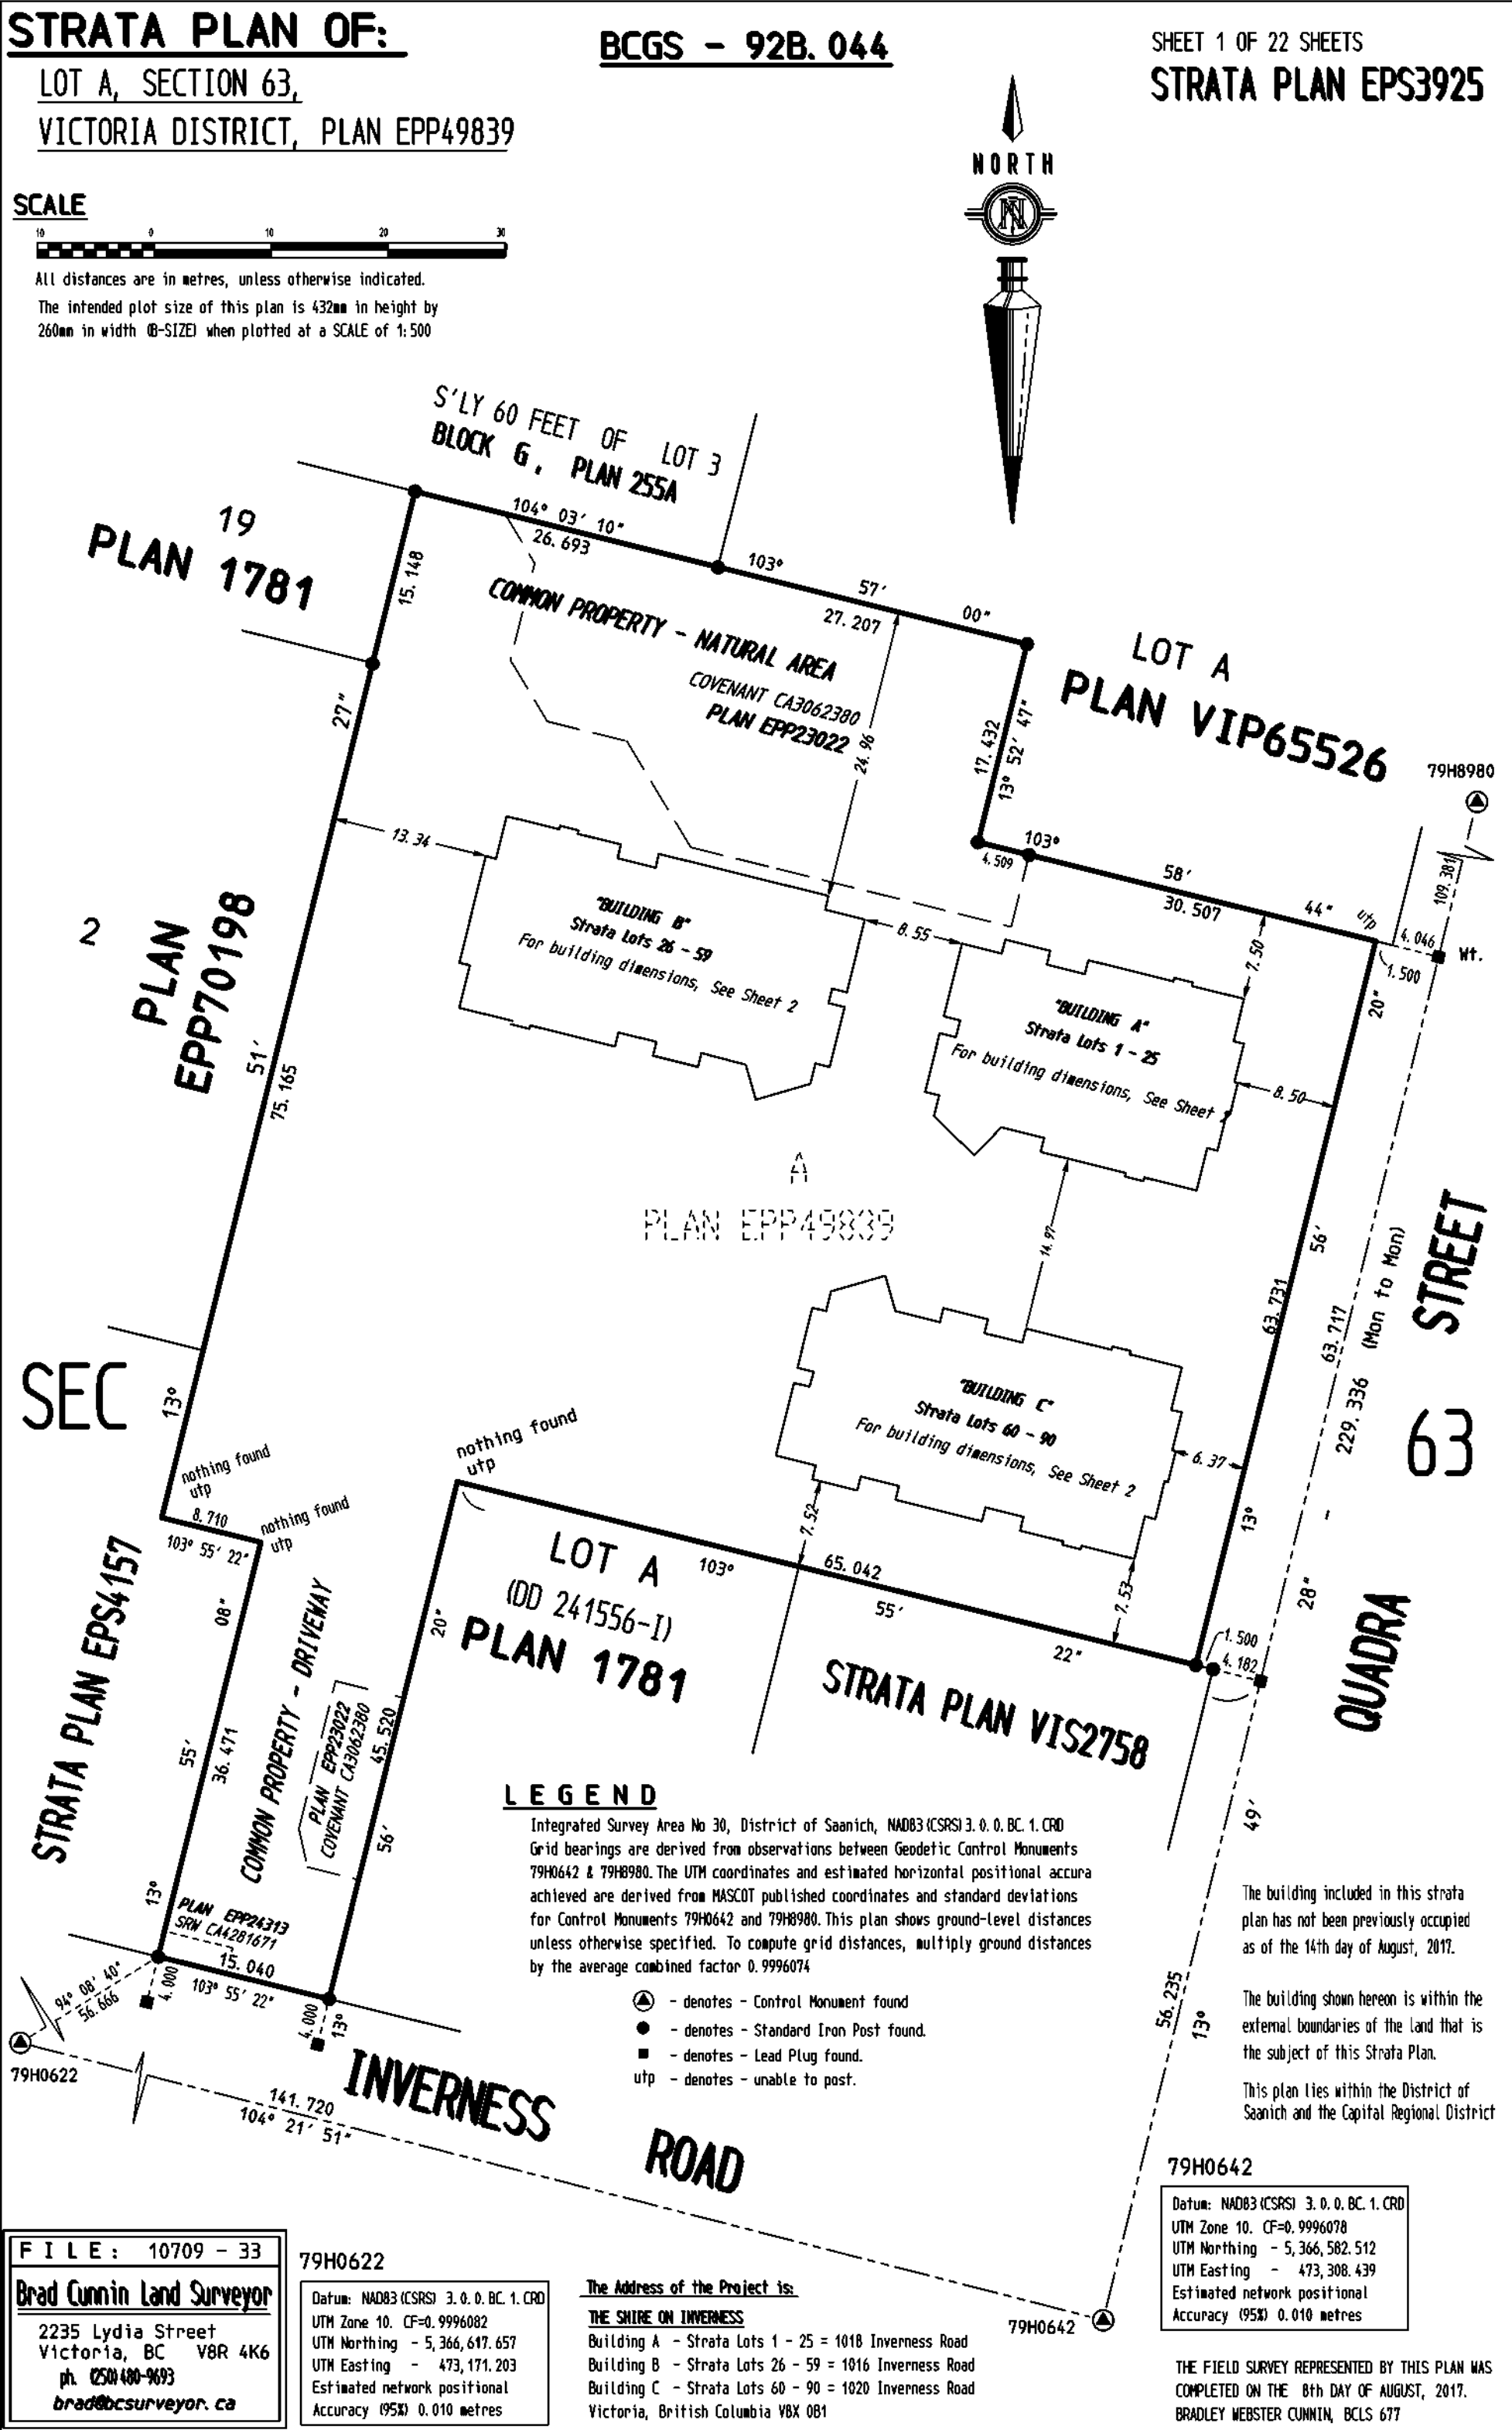 STRATA PLAN OF:
LOT A, SECTION 63,
VICTORIA DISTRICT, PLAN EPP49839
BCGS - 92B.044
SHEET 1 OF 22 SHEETS
STRATA PLAN EPS3925
NORTH
N
SCALE
10 0 10 20 30
All distances are in metres, unless otherwise indicated.
The intended plot size of this plan is 432mm in height by
260mm in width (B-SIZE) when plotted at a SCALE of 1:500
S'LY 60 FEET OF LOT 3
BLOCK G, PLAN 255A
19
PLAN 1781
104° 03' 10"
26.693
103° 57' 00"
27.207
15.148
COMMON PROPERTY - NATURAL AREA
COVENANT CA3062380
PLAN EPP23022
24.96
LOT A
PLAN VIP65526
17.432
13° 52' 47"
79H8980
109.381
4.509
103° 58' 44"
30.507
utp
4.046
1.500
Wt.
27"
13.34
2
PLAN
EPP70198
51'
75.165
"BUILDING B"
Strata Lots 26 - 59
For building dimensions, See Sheet 2
8.55
7.50
"BUILDING A"
Strata Lots 1 - 25
For building dimensions, See Sheet 2
8.50
20"
A
PLAN EPP49839
14.97
56'
63.731
63.717
229.336 (Mon to Mon)
STREET
SEC
63
13°
"BUILDING C"
Strata Lots 60 - 90
For building dimensions, See Sheet 2
6.37
13°
7.52
7.53
nothing found
utp
8.710
103° 55' 22"
nothing found
utp
nothing found
utp
LOT A
(DD 241556-I)
PLAN 1781
103° 55' 22"
65.042
STRATA PLAN VIS2758
1.500
4.182
28"
QUADRA
STRATA PLAN EPS4157
08"
55'
36.471
13°
COMMON PROPERTY - DRIVEWAY
PLAN EPP23022
COVENANT CA3062380
20"
45.520
56'
13°
PLAN EPP24313
SRW CA4281671
15.040
103° 55' 22"
94° 08' 40"
56.666
4.000
4.000
79H0622
141.720
104° 21' 51"
INVERNESS
ROAD
49'
56.235
13°
LEGEND
Integrated Survey Area No 30, District of Saanich, NAD83 (CSRS) 3.0.0.BC.1.CRD
Grid bearings are derived from observations between Geodetic Control Monuments
79H0642 & 79H8980. The UTM coordinates and estimated horizontal positional accura
achieved are derived from MASCOT published coordinates and standard deviations
for Control Monuments 79H0642 and 79H8980. This plan shows ground-level distances
unless otherwise specified. To compute grid distances, multiply ground distances
by the average combined factor 0.9996074
- denotes - Control Monument found
- denotes - Standard Iron Post found.
- denotes - Lead Plug found.
utp - denotes - unable to post.
The building included in this strata
plan has not been previously occupied
as of the 14th day of August, 2017.
The building shown hereon is within the
external boundaries of the land that is
the subject of this Strata Plan.
This plan lies within the District of
Saanich and the Capital Regional District
79H0642
Datum: NAD83 (CSRS) 3.0.0.BC.1.CRD
UTM Zone 10. CF=0.9996078
UTM Northing - 5,366,582.512
UTM Easting - 473,308.439
Estimated network positional
Accuracy (95%) 0.010 metres
79H0642
FILE: 10709 - 33
Brad Cunnin Land Surveyor
2235 Lydia Street
Victoria, BC V8R 4K6
ph. (250) 480-9693
brad@bcsurveyor.ca
79H0622
Datum: NAD83 (CSRS) 3.0.0.BC.1.CRD
UTM Zone 10. CF=0.9996082
UTM Northing - 5,366,617.657
UTM Easting - 473,171.203
Estimated network positional
Accuracy (95%) 0.010 metres
The Address of the Project is:
THE SHIRE ON INVERNESS
Building A - Strata Lots 1 - 25 = 1018 Inverness Road
Building B - Strata Lots 26 - 59 = 1016 Inverness Road
Building C - Strata Lots 60 - 90 = 1020 Inverness Road
Victoria, British Columbia V8X 0B1
THE FIELD SURVEY REPRESENTED BY THIS PLAN WAS
COMPLETED ON THE 8th DAY OF AUGUST, 2017.
BRADLEY WEBSTER CUNNIN, BCLS 677